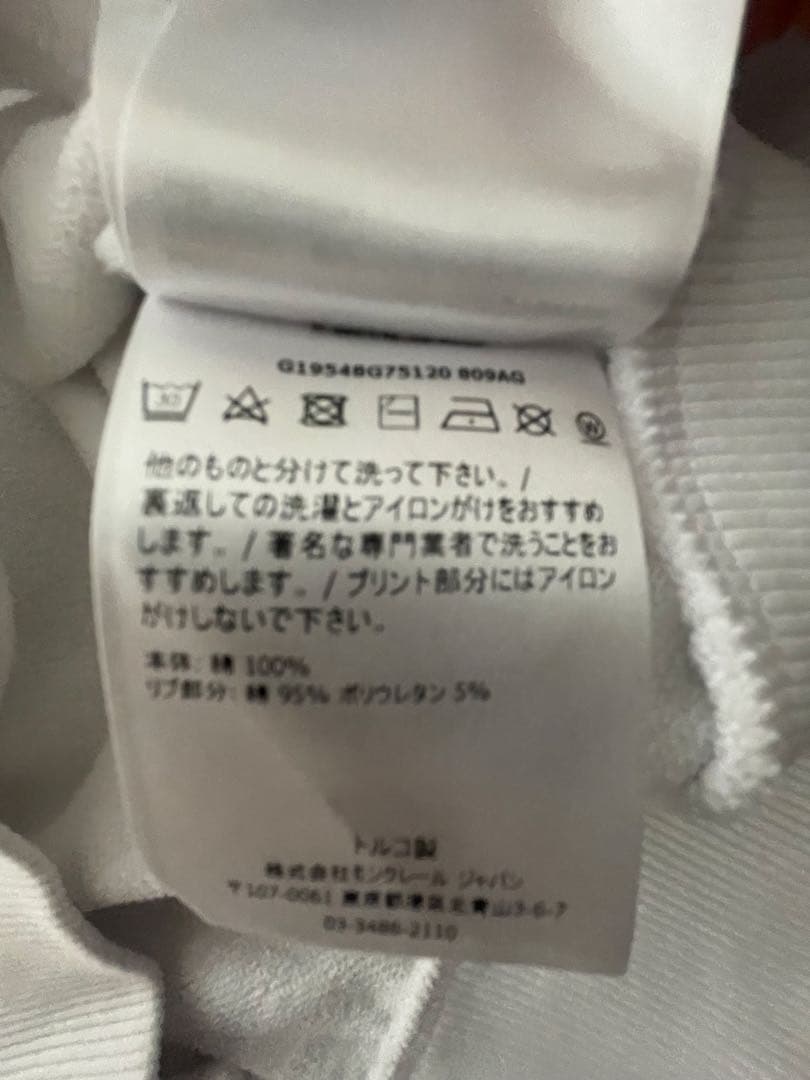 G19548G75120 809AG
30
W
他のものと分けて洗って下さい。/
裏返しての洗濯とアイロンがけをおすすめ
します。/ 著名な専門業者で洗うことをお
すすめします。/ プリント部分にはアイロン
がけしないで下さい。
本体: 綿 100%
リブ部分: 綿 95% ポリウレタン 5%
トルコ製
株式会社モンクレール ジャパン
〒107-0061 東京都港区北青山3-6-7
03-3486-2110